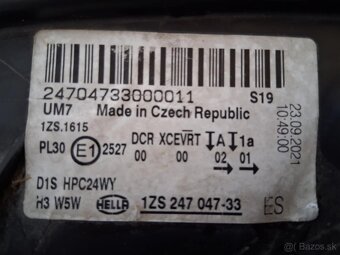 24704733000011 S19
UM7 Made in Czech Republic
1ZS.1615
PL30 E1 2527 DCR XCEVRT A 1a
00 00 02 01
D1S HPC24WY
H3 W5W HELLA 1ZS 247 047-33 ES
23.09.2021
10:49:00
Bazos.sk